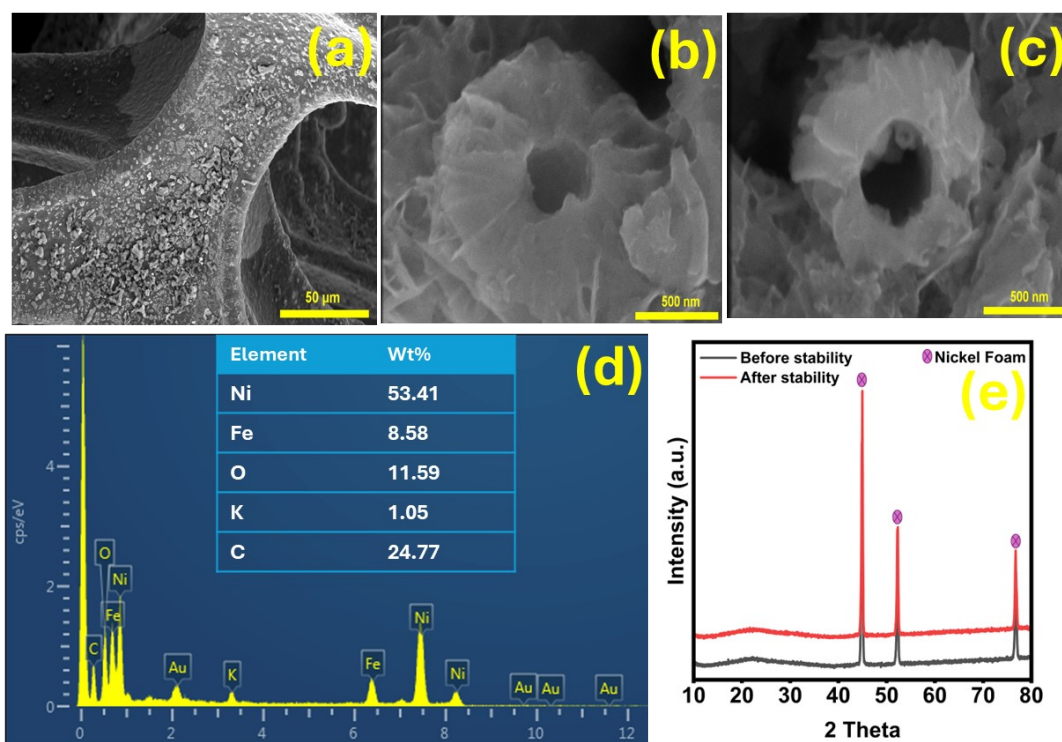 (a)
50 µm
(b)
500 nm
(c)
500 nm
(d)
Element Wt%
Ni 53.41
Fe 8.58
O 11.59
K 1.05
C 24.77
cps/eV
4
2
0
C
O
Fe
Ni
Au
K
Fe
Ni
Ni
Au
Au
Au
0 2 4 6 8 10 12
(e)
Before stability
After stability
Nickel Foam
Intensity (a.u.)
10 20 30 40 50 60 70 80
2 Theta